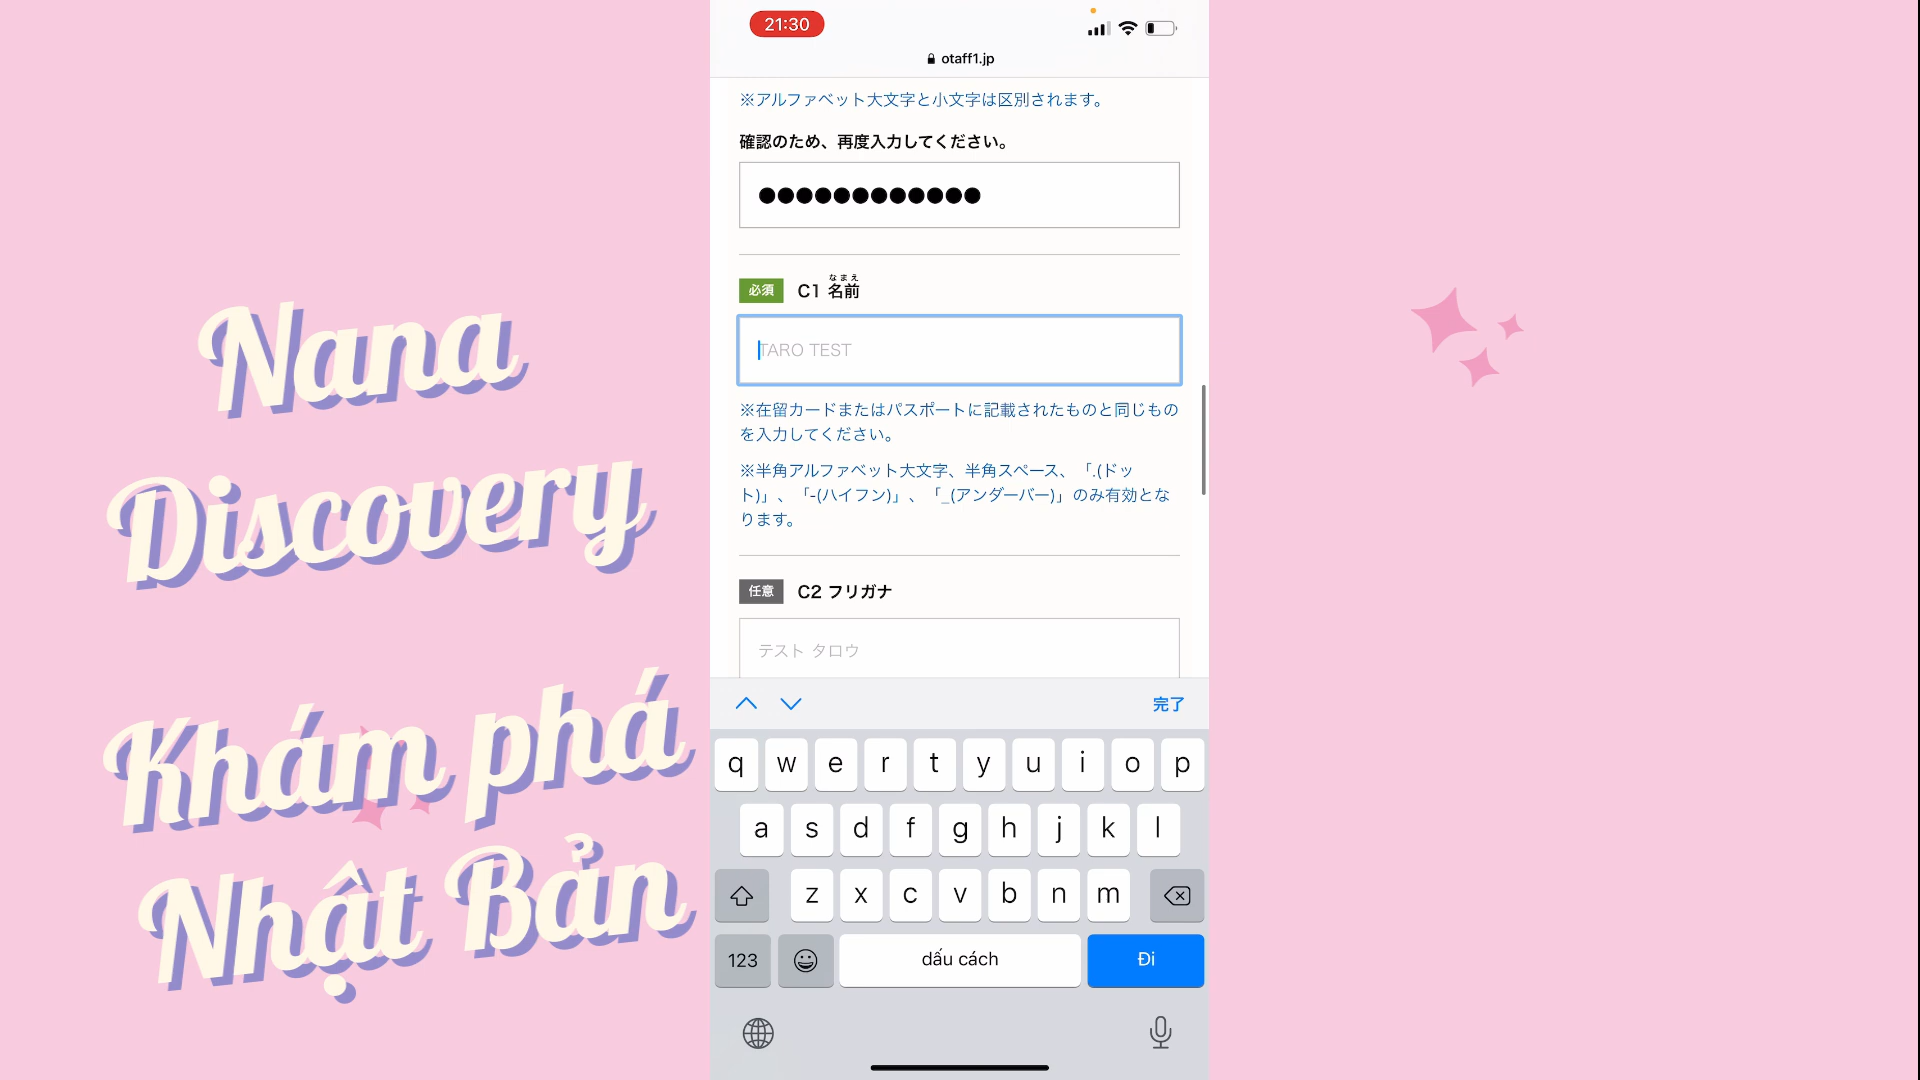 Nana
Discovery
Khám phá
Nhật Bản
21:30
otaff1.jp
※アルファベット大文字と小文字は区別されます。
確認のため、再度入力してください。
必須 C1 名前
なまえ
TARO TEST
※在留カードまたはパスポートに記載されたものと同じもの
を入力してください。
※半角アルファベット大文字、半角スペース、「.(ドッ
ト)」、「-(ハイフン)」、「_(アンダーバー)」のみ有効とな
ります。
任意 C2 フリガナ
テスト タロウ
完了
q w e r t y u i o p
a s d f g h j k l
z x c v b n m
123 dấu cách Đi